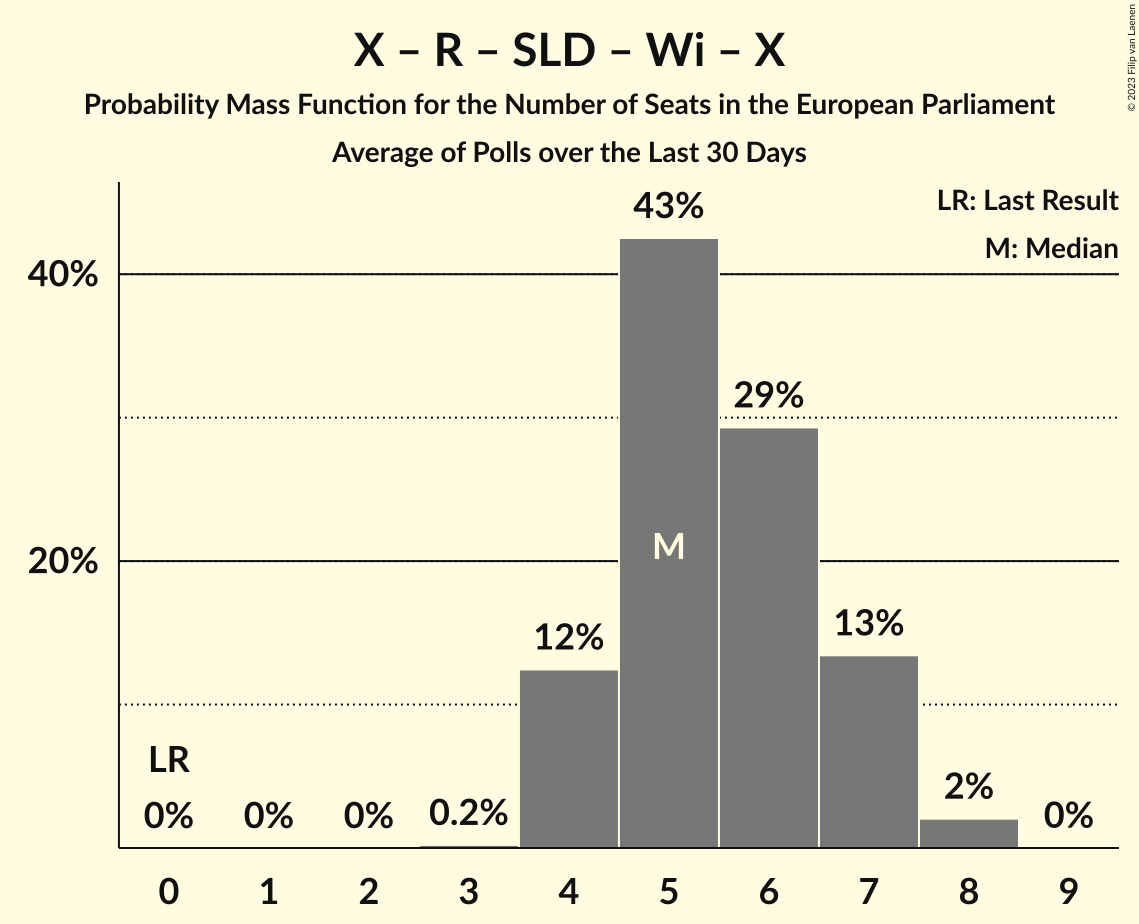 X – R – SLD – Wi – X
Probability Mass Function for the Number of Seats in the European Parliament
Average of Polls over the Last 30 Days
© 2023 Filip van Laenen
LR: Last Result
M: Median
43%
40%
29%
M
20%
12%
13%
LR
2%
0% 0% 0% 0.2% 0%
0 1 2 3 4 5 6 7 8 9